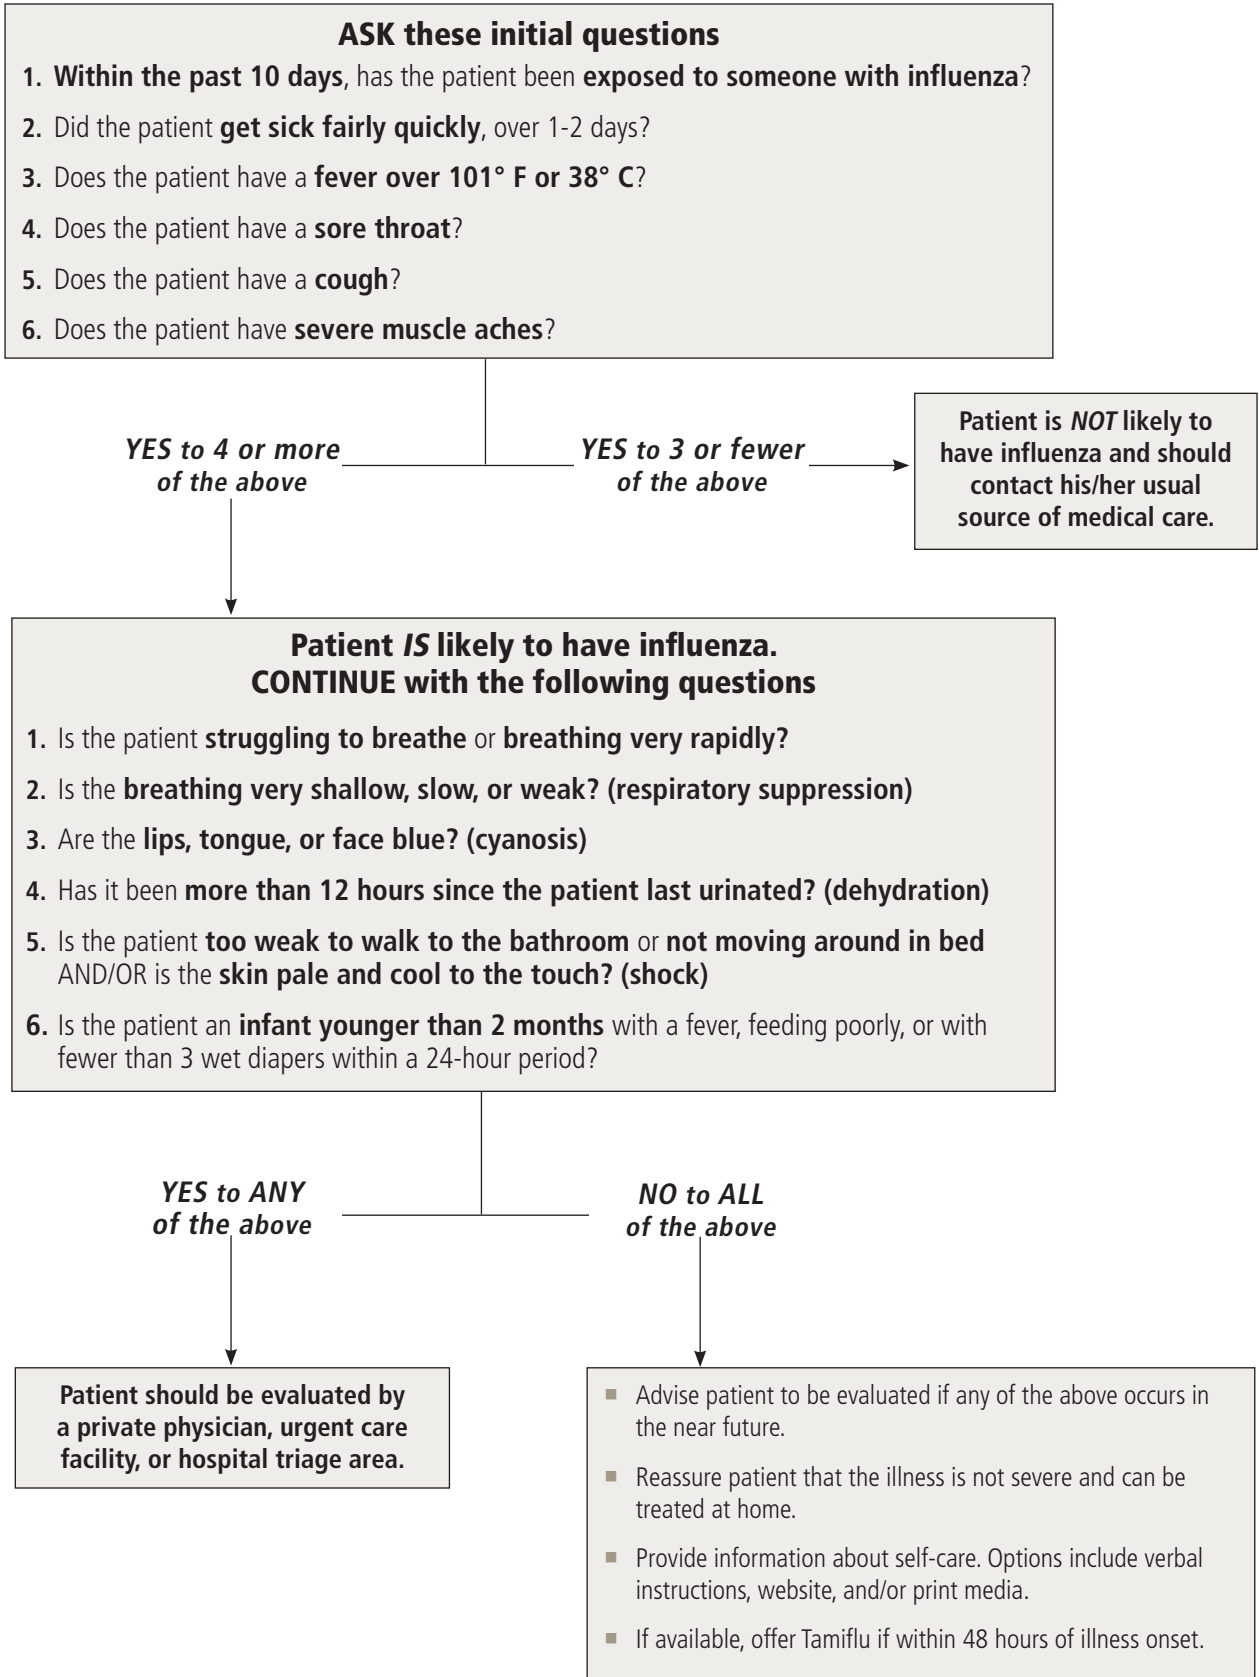 ASK these initial questions
1. Within the past 10 days, has the patient been exposed to someone with influenza?
2. Did the patient get sick fairly quickly, over 1-2 days?
3. Does the patient have a fever over 101° F or 38° C?
4. Does the patient have a sore throat?
5. Does the patient have a cough?
6. Does the patient have severe muscle aches?
YES to 4 or more
of the above
YES to 3 or fewer
of the above
Patient is NOT likely to
have influenza and should
contact his/her usual
source of medical care.
Patient IS likely to have influenza.
CONTINUE with the following questions
1. Is the patient struggling to breathe or breathing very rapidly?
2. Is the breathing very shallow, slow, or weak? (respiratory suppression)
3. Are the lips, tongue, or face blue? (cyanosis)
4. Has it been more than 12 hours since the patient last urinated? (dehydration)
5. Is the patient too weak to walk to the bathroom or not moving around in bed
AND/OR is the skin pale and cool to the touch? (shock)
6. Is the patient an infant younger than 2 months with a fever, feeding poorly, or with
fewer than 3 wet diapers within a 24-hour period?
YES to ANY
of the above
NO to ALL
of the above
Patient should be evaluated by
a private physician, urgent care
facility, or hospital triage area.
■ Advise patient to be evaluated if any of the above occurs in
the near future.
■ Reassure patient that the illness is not severe and can be
treated at home.
■ Provide information about self-care. Options include verbal
instructions, website, and/or print media.
■ If available, offer Tamiflu if within 48 hours of illness onset.